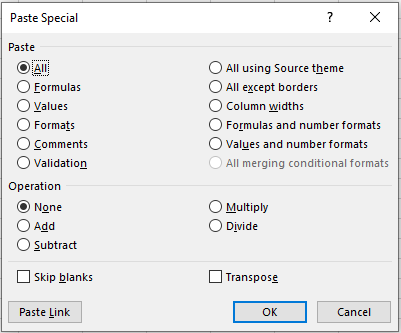 Paste Special
?
Paste
All
All using Source theme
Formulas
All except borders
Values
Column widths
Formats
Formulas and number formats
Comments
Values and number formats
Validation
All merging conditional formats
Operation
None
Multiply
Add
Divide
Subtract
Skip blanks
Transpose
Paste Link
OK
Cancel